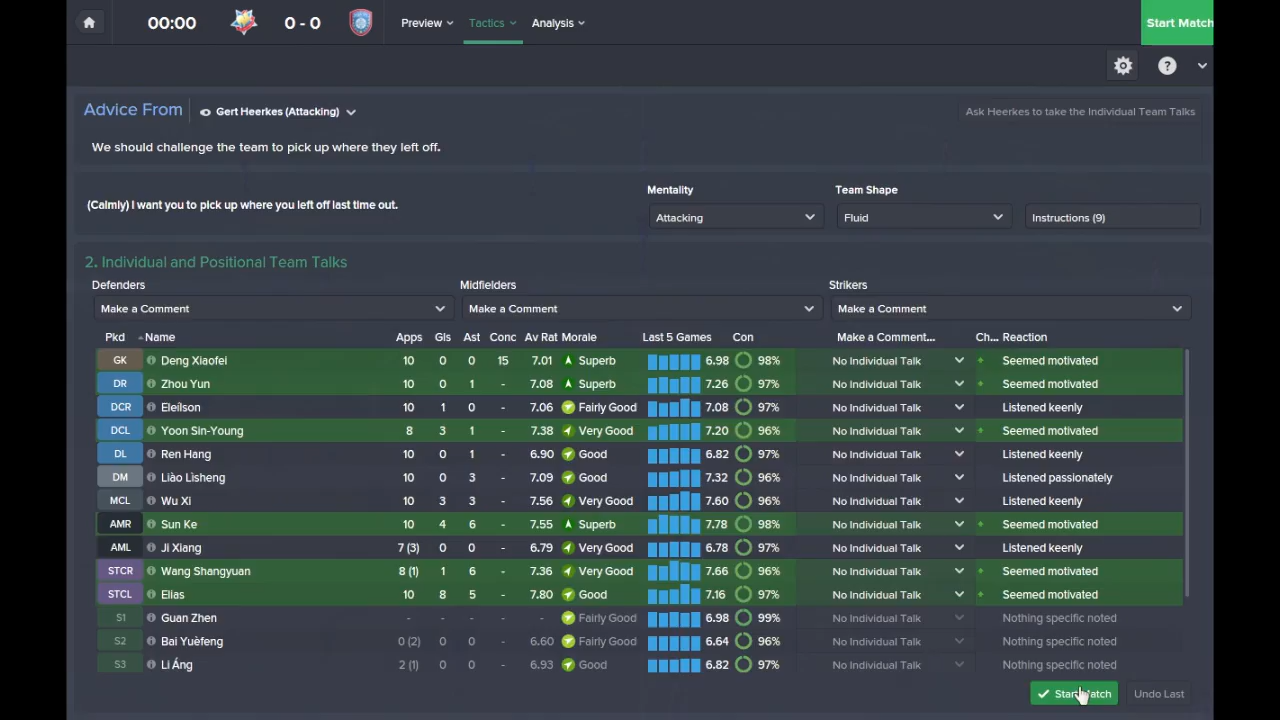 00:00 0 - 0 Preview Tactics Analysis Start Match
?
Advice From Gert Heerkes (Attacking) Ask Heerkes to take the Individual Team Talks
We should challenge the team to pick up where they left off.
Mentality Team Shape
(Calmly) I want you to pick up where you left off last time out.
Attacking Fluid Instructions (9)
2. Individual and Positional Team Talks
Defenders Midfielders Strikers
Make a Comment Make a Comment Make a Comment
Pkd Name Apps Gls Ast Conc Av Rat Morale Last 5 Games Con Make a Comment... Ch... Reaction
GK Deng Xiaofei 10 0 0 15 7.01 Superb 6.98 98% No Individual Talk Seemed motivated
DR Zhou Yun 10 0 1 - 7.08 Superb 7.26 97% No Individual Talk Seemed motivated
DCR Eleílson 10 1 0 - 7.06 Fairly Good 7.08 97% No Individual Talk Listened keenly
DCL Yoon Sin-Young 8 3 1 - 7.38 Very Good 7.20 96% No Individual Talk Seemed motivated
DL Ren Hang 10 0 1 - 6.90 Good 6.82 97% No Individual Talk Listened keenly
DM Liào Lìsheng 10 0 3 - 7.09 Good 7.32 96% No Individual Talk Listened passionately
MCL Wu Xi 10 3 3 - 7.56 Very Good 7.60 96% No Individual Talk Listened keenly
AMR Sun Ke 10 4 6 - 7.55 Superb 7.78 98% No Individual Talk Seemed motivated
AML Ji Xiang 7 (3) 0 0 - 6.79 Very Good 6.78 97% No Individual Talk Listened keenly
STCR Wang Shangyuan 8 (1) 1 6 - 7.36 Very Good 7.66 96% No Individual Talk Seemed motivated
STCL Elias 10 8 5 - 7.80 Good 7.16 97% No Individual Talk Seemed motivated
S1 Guan Zhen - - - - - Fairly Good 6.98 99% No Individual Talk Nothing specific noted
S2 Bai Yuèfeng 0 (2) 0 0 - 6.60 Fairly Good 6.64 96% No Individual Talk Nothing specific noted
S3 Li Áng 2 (1) 0 0 - 6.93 Good 6.82 97% No Individual Talk Nothing specific noted
Start Match Undo Last